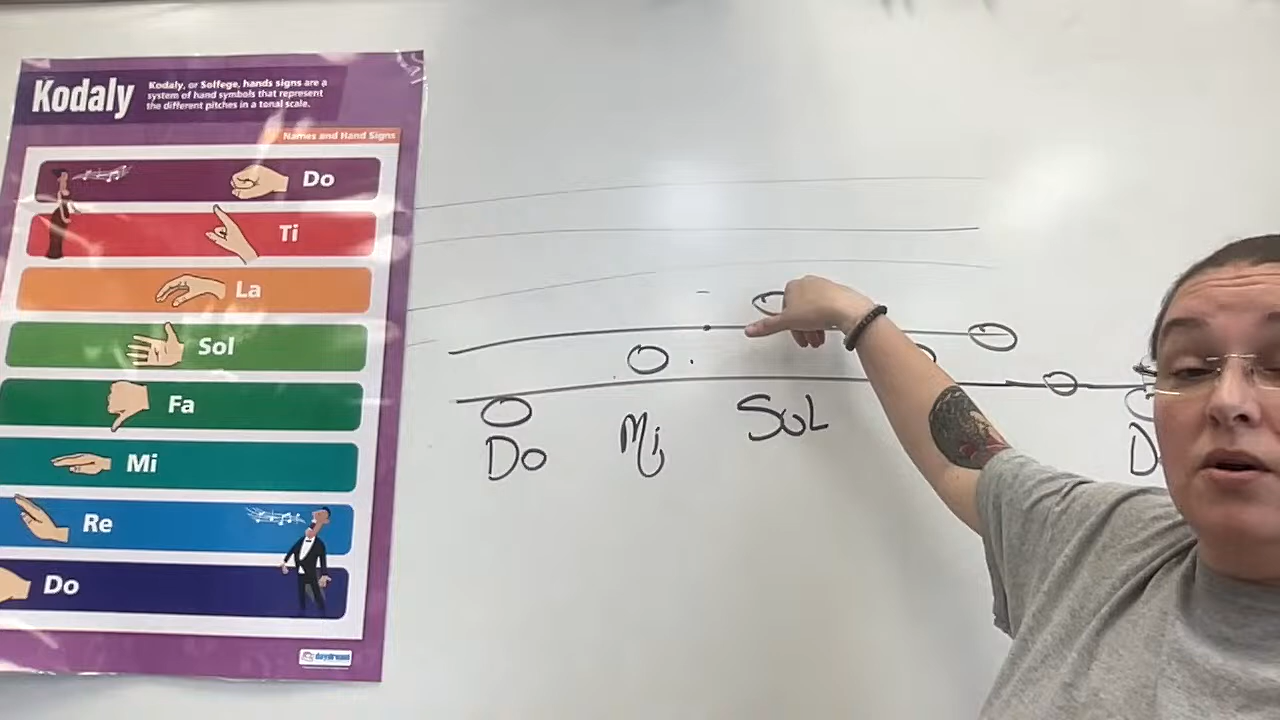 Kodaly
Kodaly, or Solfege, hands signs are a
system of hand symbols that represent
the different pitches in a tonal scale.
Names and Hand Signs
Do
Ti
La
Sol
Fa
Mi
Re
Do
daydream
Do
Mi
SoL
D